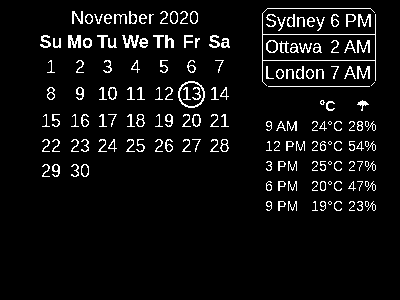 November 2020
Su Mo Tu We Th Fr Sa
1 2 3 4 5 6 7
8 9 10 11 12 13 14
15 16 17 18 19 20 21
22 23 24 25 26 27 28
29 30
Sydney 6 PM
Ottawa 2 AM
London 7 AM
°C ☂
9 AM 24°C 28%
12 PM 26°C 54%
3 PM 25°C 27%
6 PM 20°C 47%
9 PM 19°C 23%